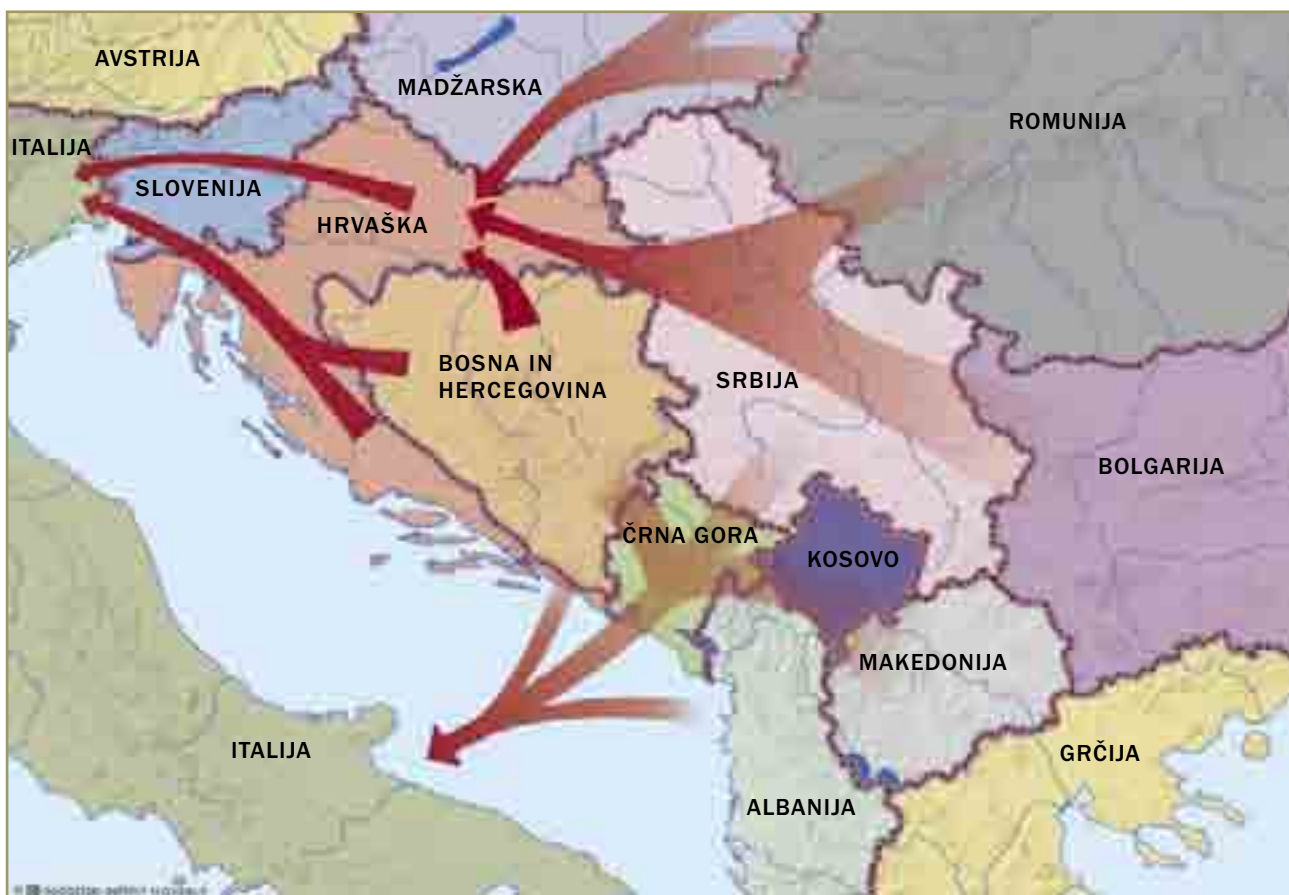 AVSTRIJA
MADŽARSKA
ROMUNIJA
ITALIJA
SLOVENIJA
HRVAŠKA
BOSNA IN
HERCEGOVINA
SRBIJA
BOLGARIJA
ČRNA GORA
KOSOVO
MAKEDONIJA
ITALIJA
GRČIJA
ALBANIJA